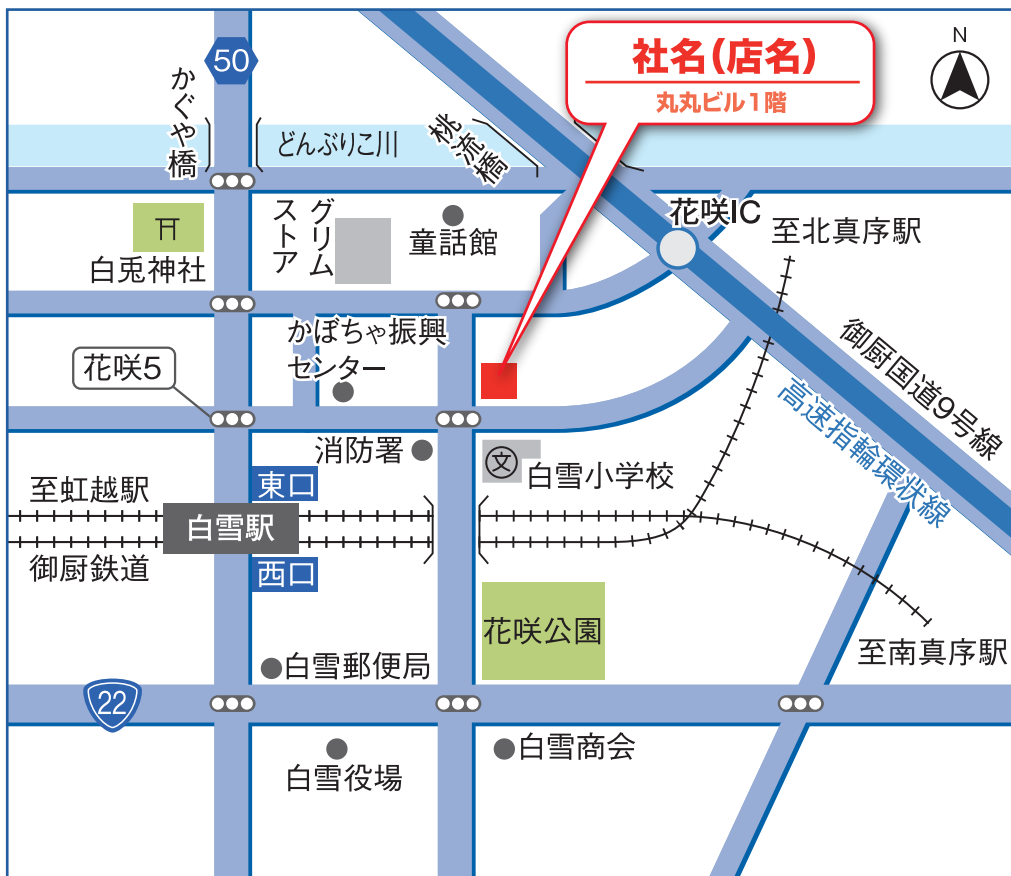 50
かぐや橋
どんぶりこ川
桃流橋
社名(店名)
丸丸ビル1階
N
白兎神社
グリム
ストア
童話館
花咲IC
至北真序駅
かぼちゃ振興
センター
花咲5
御厨国道9号線
高速指輪環状線
消防署
文
白雪小学校
至虹越駅
東口
白雪駅
御厨鉄道
西口
花咲公園
至南真序駅
白雪郵便局
22
白雪役場
白雪商会